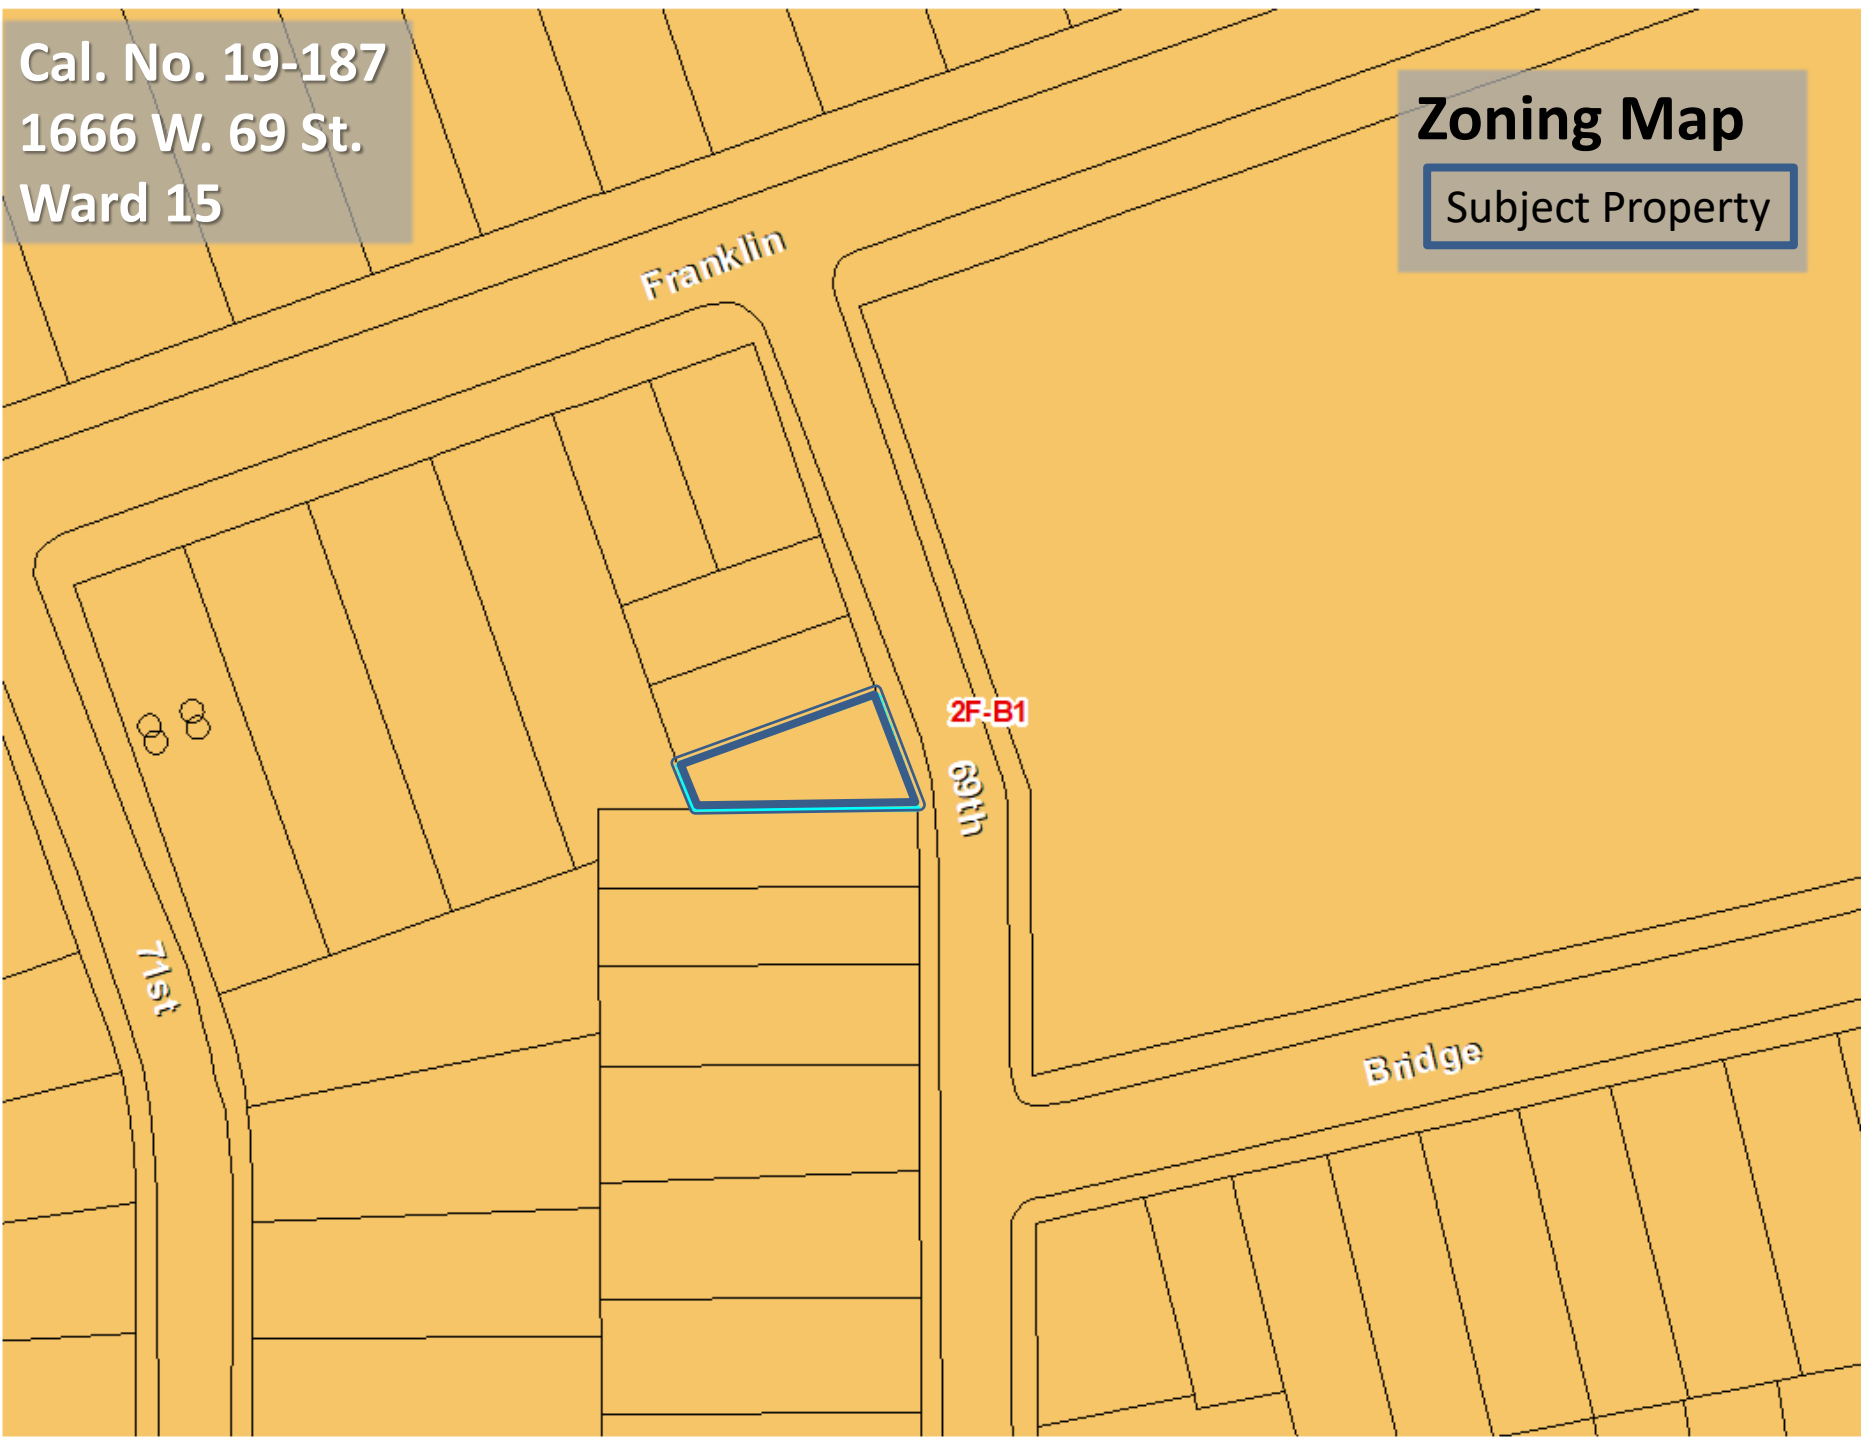 Cal. No. 19-187
1666 W. 69 St.
Ward 15
Zoning Map
Subject Property
Franklin
2F-B1
69th
71st
Bridge